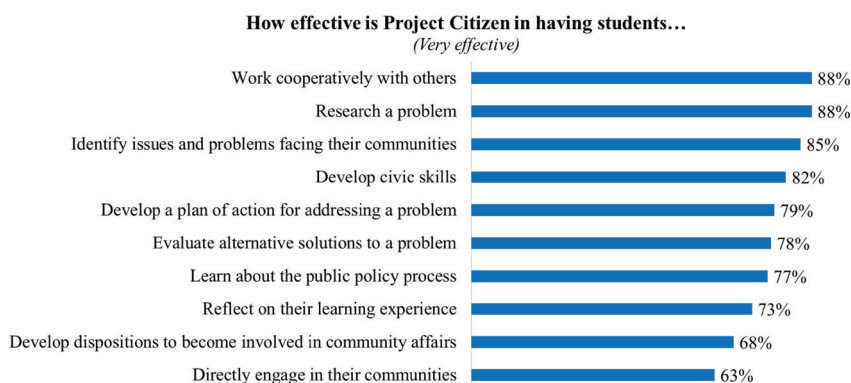 How effective is Project Citizen in having students…
(Very effective)
Work cooperatively with others 88%
Research a problem 88%
Identify issues and problems facing their communities 85%
Develop civic skills 82%
Develop a plan of action for addressing a problem 79%
Evaluate alternative solutions to a problem 78%
Learn about the public policy process 77%
Reflect on their learning experience 73%
Develop dispositions to become involved in community affairs 68%
Directly engage in their communities 63%